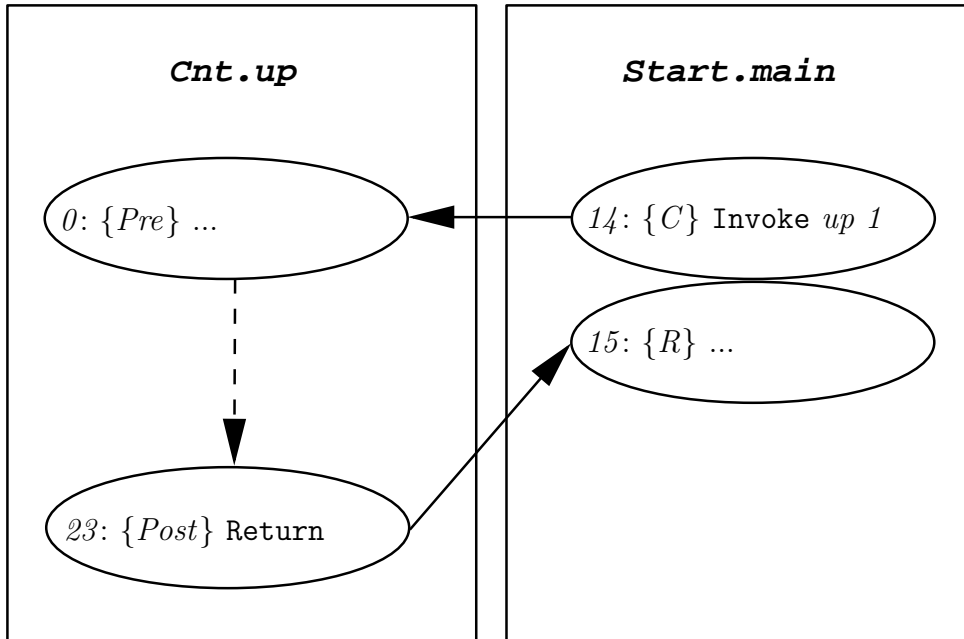 Cnt.up
0: {Pre} ...
23: {Post} Return
Start.main
14: {C} Invoke up 1
15: {R} ...